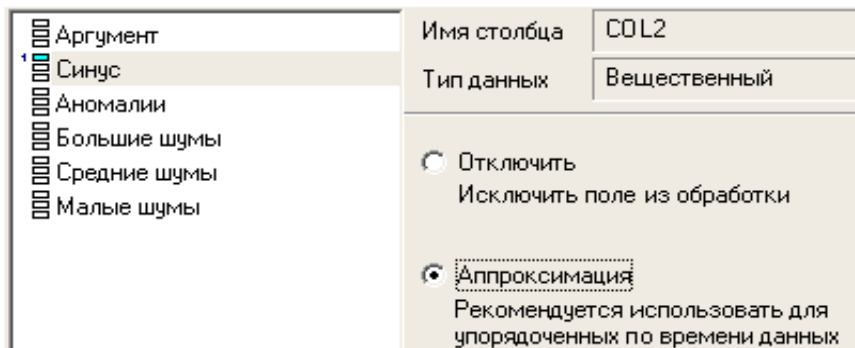 Аргумент
1 Синус
Аномалии
Большие шумы
Средние шумы
Малые шумы
Имя столбца COL2
Тип данных Вещественный
Отключить
Исключить поле из обработки
Аппроксимация
Рекомендуется использовать для
упорядоченных по времени данных